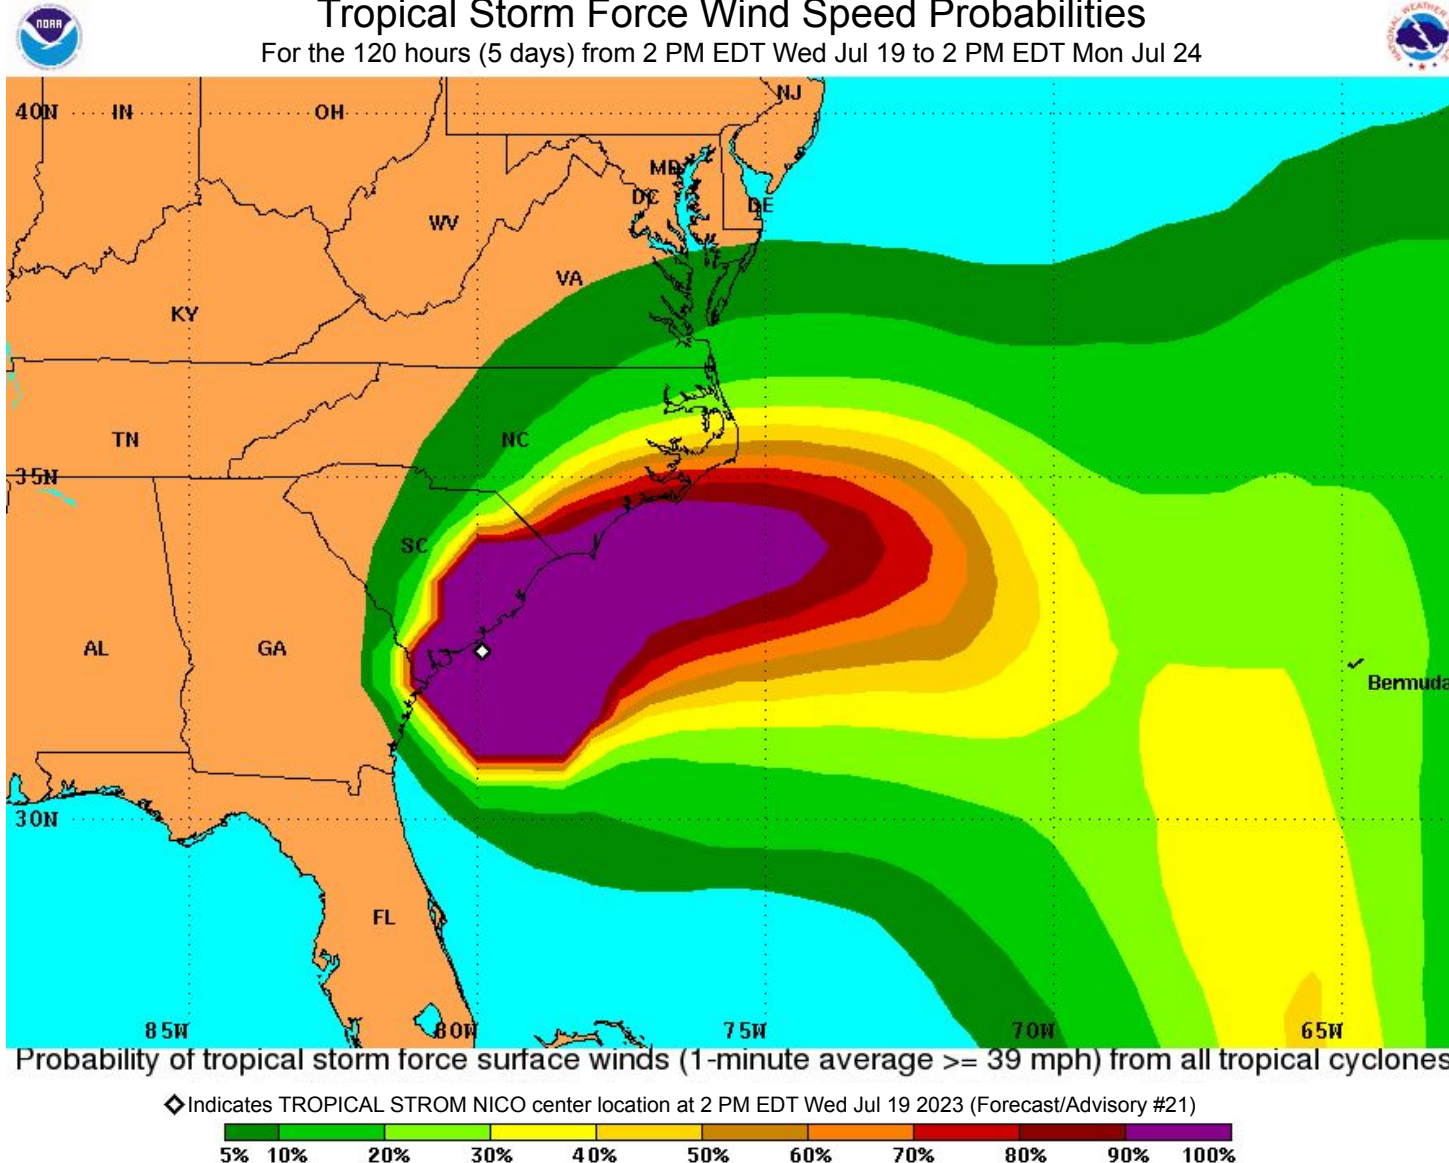 Tropical Storm Force Wind Speed Probabilities
For the 120 hours (5 days) from 2 PM EDT Wed Jul 19 to 2 PM EDT Mon Jul 24
NOAA
NATIONAL WEATHER
NJ
40N
IN
OH
MD
DC
DE
WV
VA
KY
TN
NC
35N
SC
AL
GA
Bermuda
30N
FL
85W
80W
75W
70W
65W
Probability of tropical storm force surface winds (1-minute average >= 39 mph) from all tropical cyclones
Indicates TROPICAL STROM NICO center location at 2 PM EDT Wed Jul 19 2023 (Forecast/Advisory #21)
5% 10% 20% 30% 40% 50% 60% 70% 80% 90% 100%